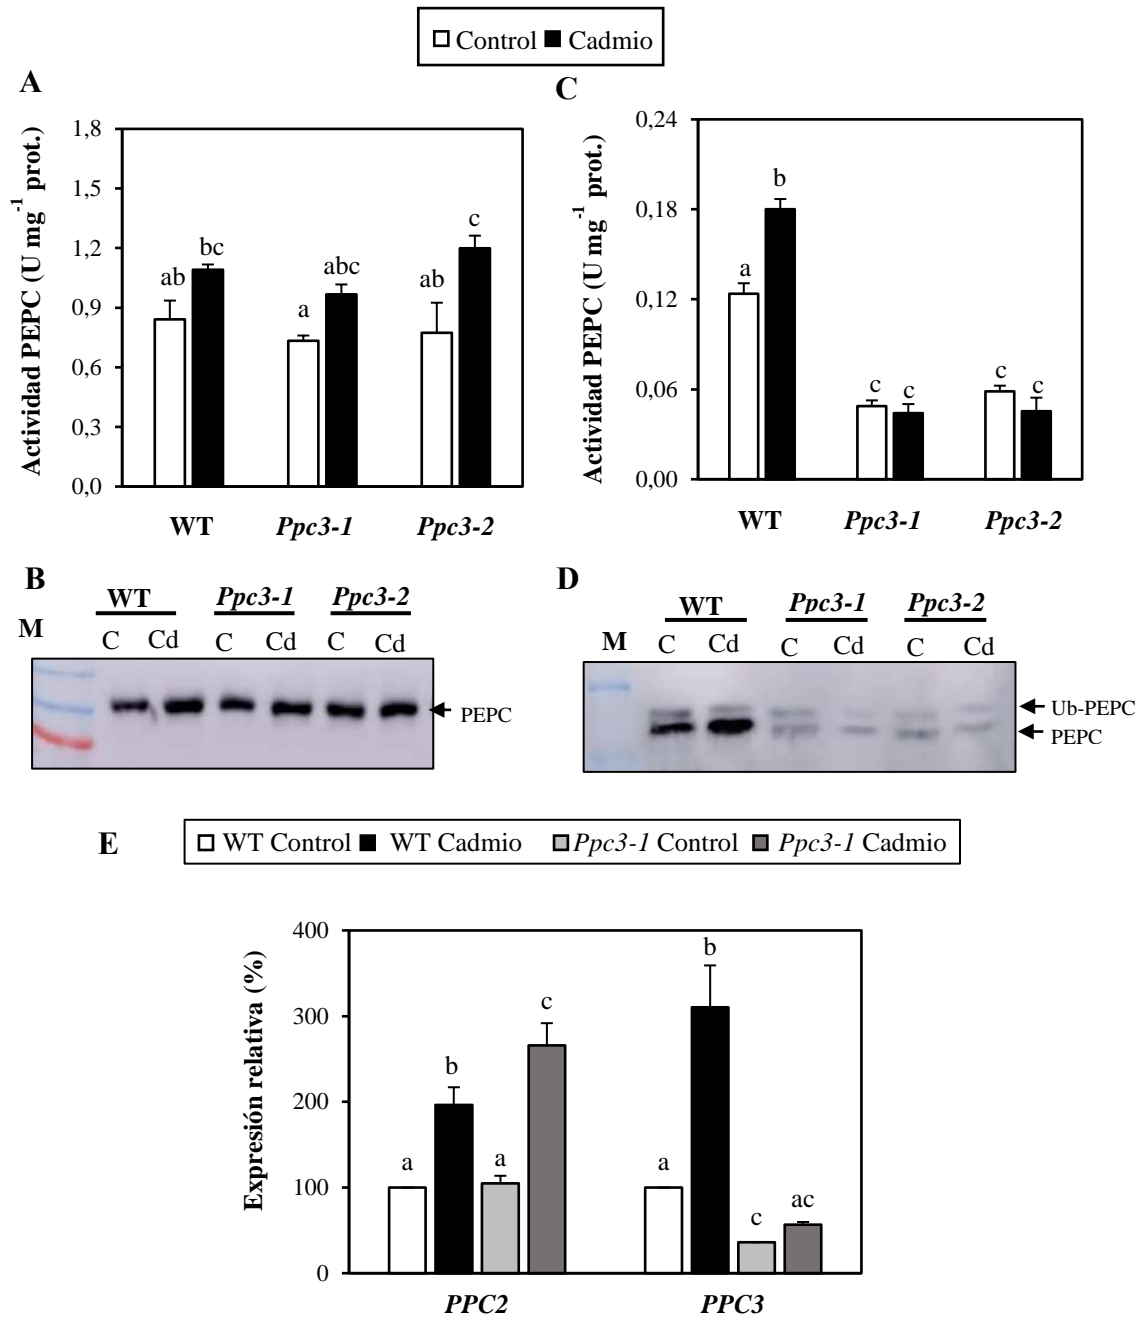 Control Cadmio
A
Actividad PEPC (U mg-1 prot.)
1,8
1,5
1,2
0,9
0,6
0,3
0,0
ab bc a abc ab c
WT Ppc3-1 Ppc3-2
C
Actividad PEPC (U mg-1 prot.)
0,24
0,18
0,12
0,06
0,00
a b c c c c
WT Ppc3-1 Ppc3-2
B
WT Ppc3-1 Ppc3-2
M C Cd C Cd C Cd
PEPC
D
WT Ppc3-1 Ppc3-2
M C Cd C Cd C Cd
Ub-PEPC
PEPC
E
WT Control WT Cadmio Ppc3-1 Control Ppc3-1 Cadmio
Expresión relativa (%)
400
300
200
100
0
a b a c a b c ac
PPC2 PPC3